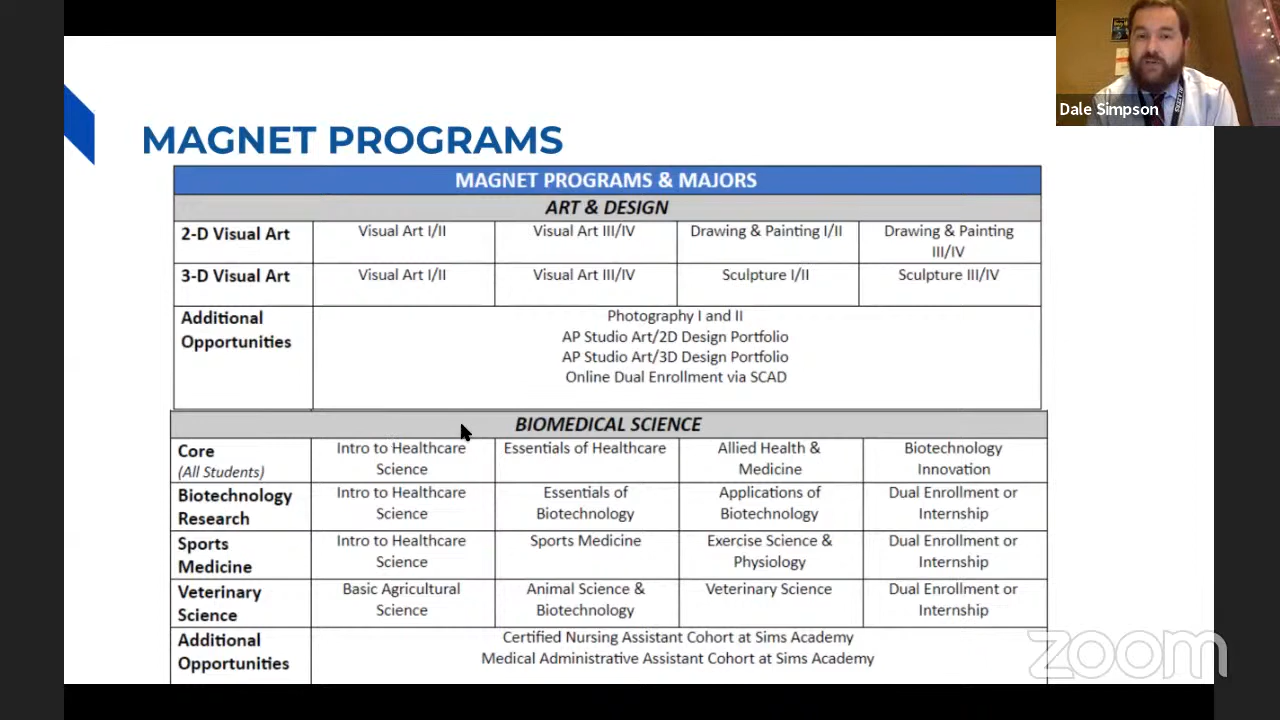 Dale Simpson
MAGNET PROGRAMS
MAGNET PROGRAMS & MAJORS
ART & DESIGN
2-D Visual Art
Visual Art I/II
Visual Art III/IV
Drawing & Painting I/II
Drawing & Painting
III/IV
3-D Visual Art
Visual Art I/II
Visual Art III/IV
Sculpture I/II
Sculpture III/IV
Additional
Opportunities
Photography I and II
AP Studio Art/2D Design Portfolio
AP Studio Art/3D Design Portfolio
Online Dual Enrollment via SCAD
BIOMEDICAL SCIENCE
Core
(All Students)
Intro to Healthcare
Science
Essentials of Healthcare
Allied Health &
Medicine
Biotechnology
Innovation
Biotechnology
Research
Intro to Healthcare
Science
Essentials of
Biotechnology
Applications of
Biotechnology
Dual Enrollment or
Internship
Sports
Medicine
Intro to Healthcare
Science
Sports Medicine
Exercise Science &
Physiology
Dual Enrollment or
Internship
Veterinary
Science
Basic Agricultural
Science
Animal Science &
Biotechnology
Veterinary Science
Dual Enrollment or
Internship
Additional
Opportunities
Certified Nursing Assistant Cohort at Sims Academy
Medical Administrative Assistant Cohort at Sims Academy
zoom